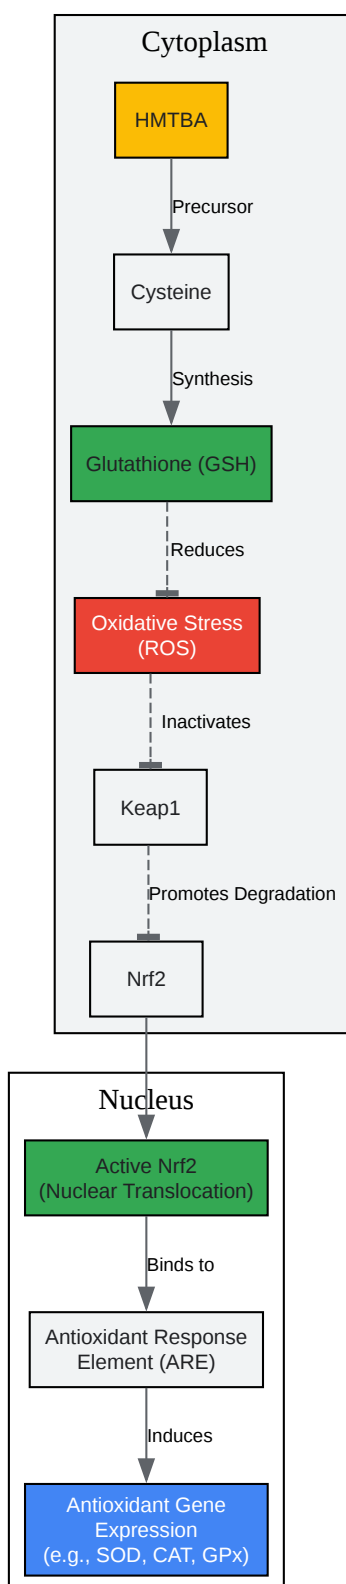 Cytoplasm
HMTBA
Precursor
Cysteine
Synthesis
Glutathione (GSH)
Reduces
Oxidative Stress
(ROS)
Inactivates
Keap1
Promotes Degradation
Nrf2
Nucleus
Active Nrf2
(Nuclear Translocation)
Binds to
Antioxidant Response
Element (ARE)
Induces
Antioxidant Gene
Expression
(e.g., SOD, CAT, GPx)